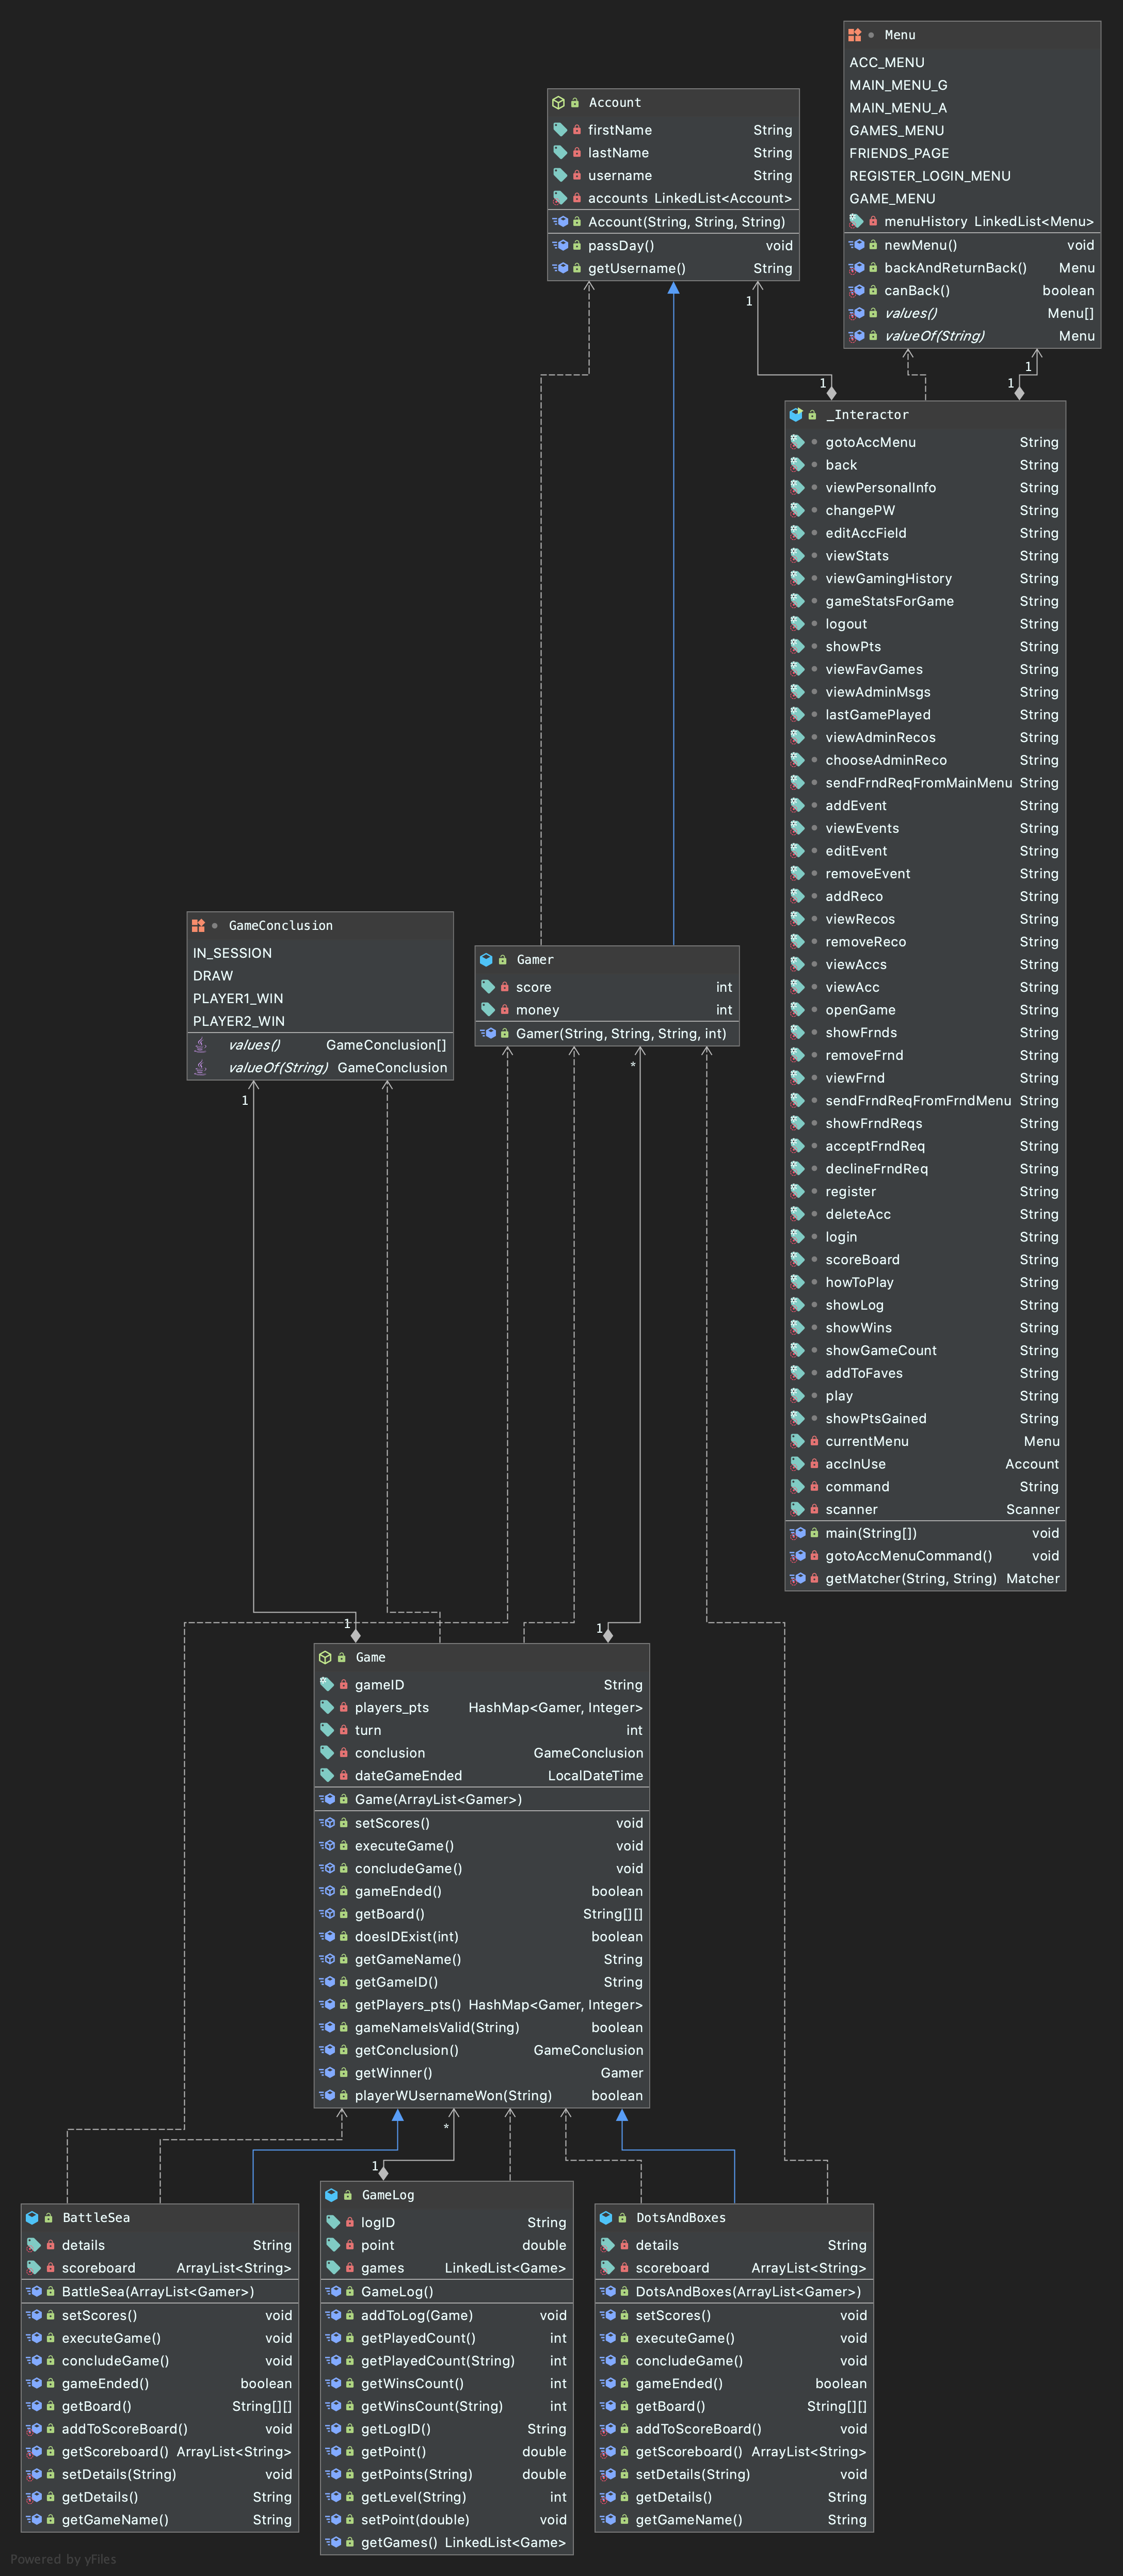 Menu
ACC_MENU
MAIN_MENU_G
MAIN_MENU_A
GAMES_MENU
FRIENDS_PAGE
REGISTER_LOGIN_MENU
GAME_MENU
menuHistory LinkedList<Menu>
newMenu() void
backAndReturnBack() Menu
canBack() boolean
values() Menu[]
valueOf(String) Menu
Account
firstName String
lastName String
username String
accounts LinkedList<Account>
Account(String, String, String)
passDay() void
getUsername() String
1
1
1
1
_Interactor
gotoAccMenu String
back String
viewPersonalInfo String
changePW String
editAccField String
viewStats String
viewGamingHistory String
gameStatsForGame String
logout String
showPts String
viewFavGames String
viewAdminMsgs String
lastGamePlayed String
viewAdminRecos String
chooseAdminReco String
sendFrndReqFromMainMenu String
addEvent String
viewEvents String
editEvent String
removeEvent String
addReco String
viewRecos String
removeReco String
viewAccs String
viewAcc String
openGame String
showFrnds String
removeFrnd String
viewFrnd String
sendFrndReqFromFrndMenu String
showFrndReqs String
acceptFrndReq String
declineFrndReq String
register String
deleteAcc String
login String
scoreBoard String
howToPlay String
showLog String
showWins String
showGameCount String
addToFaves String
play String
showPtsGained String
currentMenu Menu
accInUse Account
command String
scanner Scanner
main(String[]) void
gotoAccMenuCommand() void
getMatcher(String, String) Matcher
GameConclusion
IN_SESSION
DRAW
PLAYER1_WIN
PLAYER2_WIN
values() GameConclusion[]
valueOf(String) GameConclusion
Gamer
score int
money int
Gamer(String, String, String, int)
*
1
1
1
Game
gameID String
players_pts HashMap<Gamer, Integer>
turn int
conclusion GameConclusion
dateGameEnded LocalDateTime
Game(ArrayList<Gamer>)
setScores() void
executeGame() void
concludeGame() void
gameEnded() boolean
getBoard() String[][]
doesIDExist(int) boolean
getGameName() String
getGameID() String
getPlayers_pts() HashMap<Gamer, Integer>
gameNameIsValid(String) boolean
getConclusion() GameConclusion
getWinner() Gamer
playerWUsernameWon(String) boolean
*
1
BattleSea
details String
scoreboard ArrayList<String>
BattleSea(ArrayList<Gamer>)
setScores() void
executeGame() void
concludeGame() void
gameEnded() boolean
getBoard() String[][]
addToScoreBoard() void
getScoreboard() ArrayList<String>
setDetails(String) void
getDetails() String
getGameName() String
GameLog
logID String
point double
games LinkedList<Game>
GameLog()
addToLog(Game) void
getPlayedCount() int
getPlayedCount(String) int
getWinsCount() int
getWinsCount(String) int
getLogID() String
getPoint() double
getPoints(String) double
getLevel(String) int
setPoint(double) void
getGames() LinkedList<Game>
DotsAndBoxes
details String
scoreboard ArrayList<String>
DotsAndBoxes(ArrayList<Gamer>)
setScores() void
executeGame() void
concludeGame() void
gameEnded() boolean
getBoard() String[][]
addToScoreBoard() void
getScoreboard() ArrayList<String>
setDetails(String) void
getDetails() String
getGameName() String
Powered by yFiles